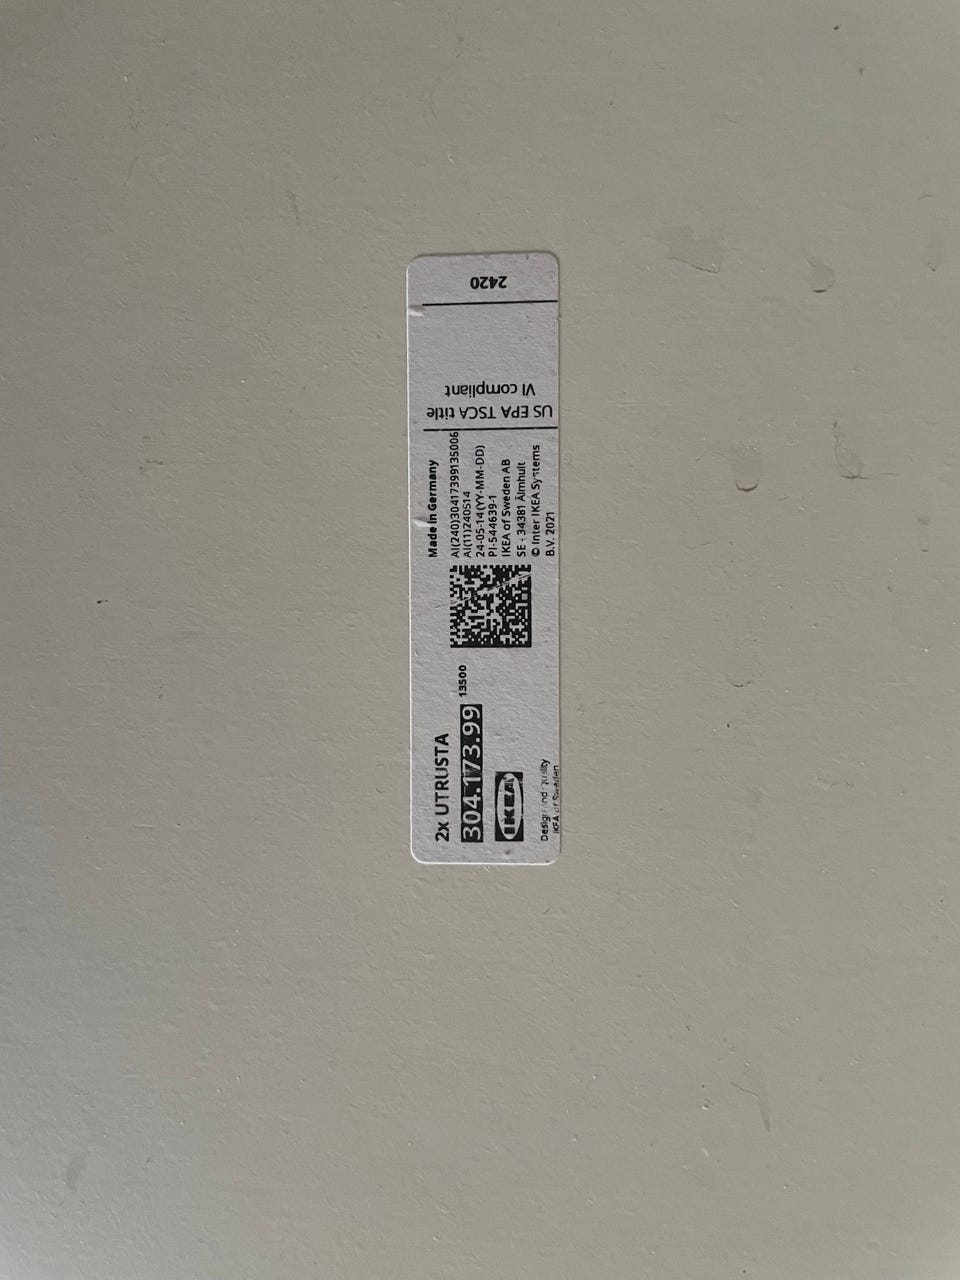 2x UTRUSTA
304.173.99 13500
IKEA
Design and Quality
IKEA of Sweden
Made in Germany
AI(240)30417399135006
AI(11)240514
24-05-14(YY-MM-DD)
PI-544639-1
IKEA of Sweden AB
SE - 34381 Älmhult
© Inter IKEA Systems
B.V. 2021
US EPA TSCA title
VI compliant
2420